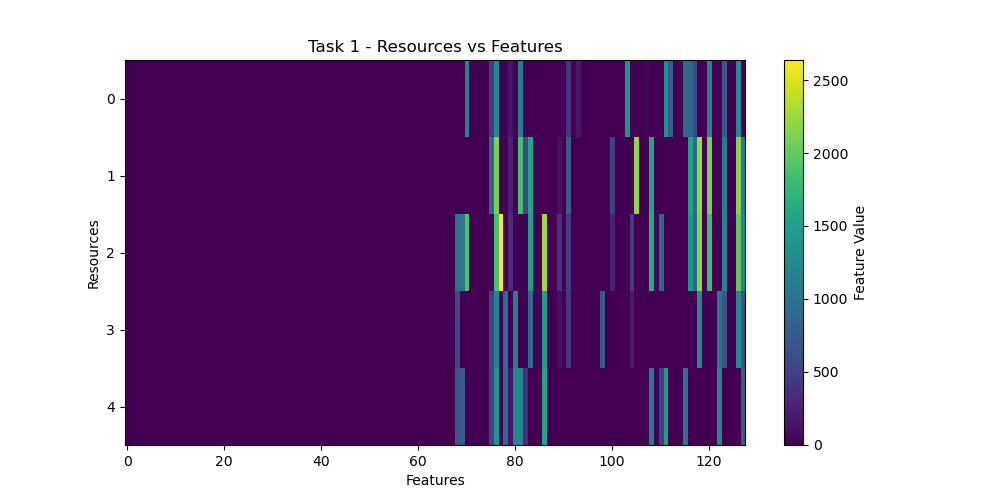 Task 1 - Resources vs Features
Resources
0
1
2
3
4
0 20 40 60 80 100 120
Features
2500
2000
1500
1000
500
0
Feature Value